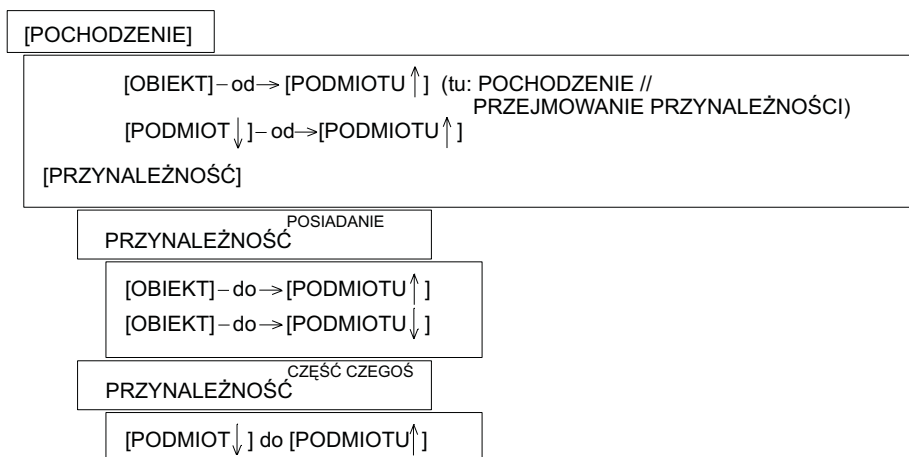 [POCHODZENIE]
[OBIEKT]–od→[PODMIOTU↑] (tu: POCHODZENIE //
PRZEJMOWANIE PRZYNALEŻNOŚCI)
[PODMIOT↓]–od→[PODMIOTU↑]
[PRZYNALEŻNOŚĆ]
PRZYNALEŻNOŚĆ POSIADANIE
[OBIEKT]–do→[PODMIOTU↑]
[OBIEKT]–do→[PODMIOTU↓]
PRZYNALEŻNOŚĆ CZĘŚĆ CZEGOŚ
[PODMIOT↓] do [PODMIOTU↑]